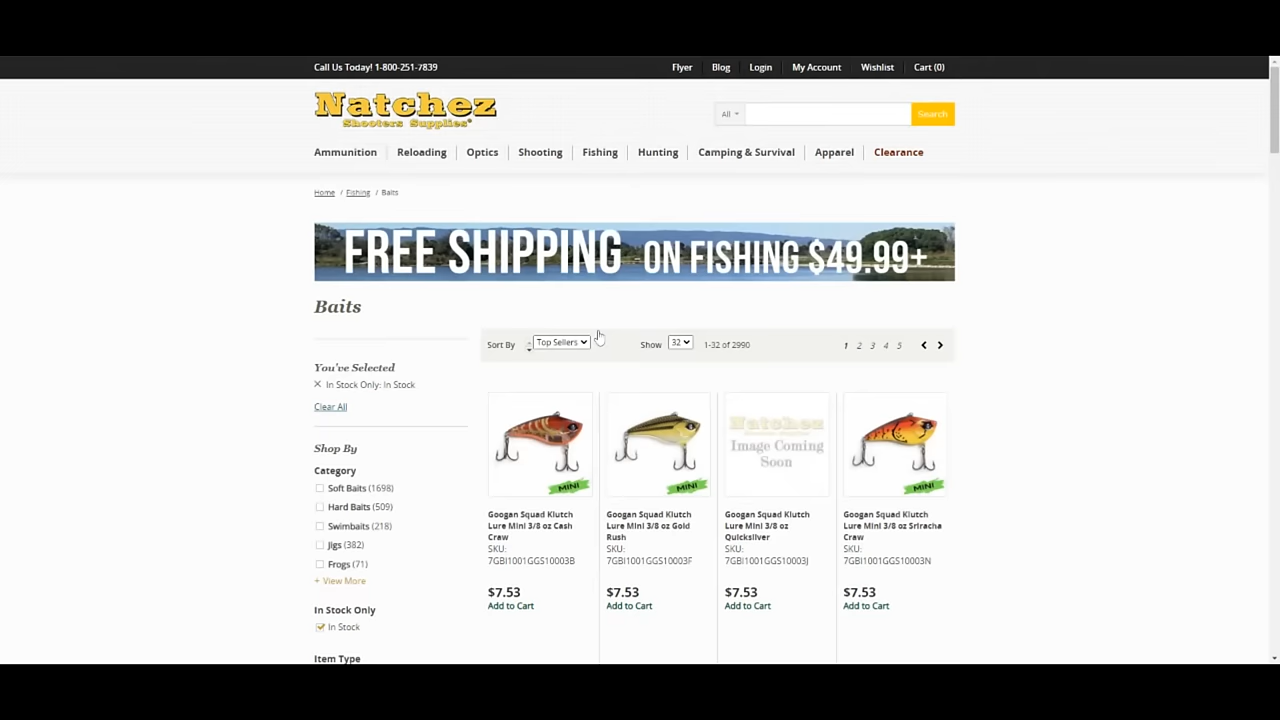 Call Us Today! 1-800-251-7839
Flyer Blog Login My Account Wishlist Cart (0)
Natchez
Shooters Supplies
All Search
Ammunition Reloading Optics Shooting Fishing Hunting Camping & Survival Apparel Clearance
Home / Fishing / Baits
FREE SHIPPING ON FISHING $49.99+
Baits
Sort By Top Sellers Show 32 1-32 of 2990 1 2 3 4 5
You've Selected
In Stock Only: In Stock
Clear All
Shop By
Category
Soft Baits (1698)
Hard Baits (509)
Swimbaits (218)
Jigs (382)
Frogs (71)
+ View More
In Stock Only
In Stock
Item Type
MINI
Googan Squad Klutch
Lure Mini 3/8 oz Cash
Craw
SKU:
7GBI1001GGS10003B
$7.53
Add to Cart
MINI
Googan Squad Klutch
Lure Mini 3/8 oz Gold
Rush
SKU:
7GBI1001GGS10003F
$7.53
Add to Cart
Natchez
Image Coming
Soon
Googan Squad Klutch
Lure Mini 3/8 oz
Quicksilver
SKU:
7GBI1001GGS10003J
$7.53
Add to Cart
MINI
Googan Squad Klutch
Lure Mini 3/8 oz Sriracha
Craw
SKU:
7GBI1001GGS10003N
$7.53
Add to Cart